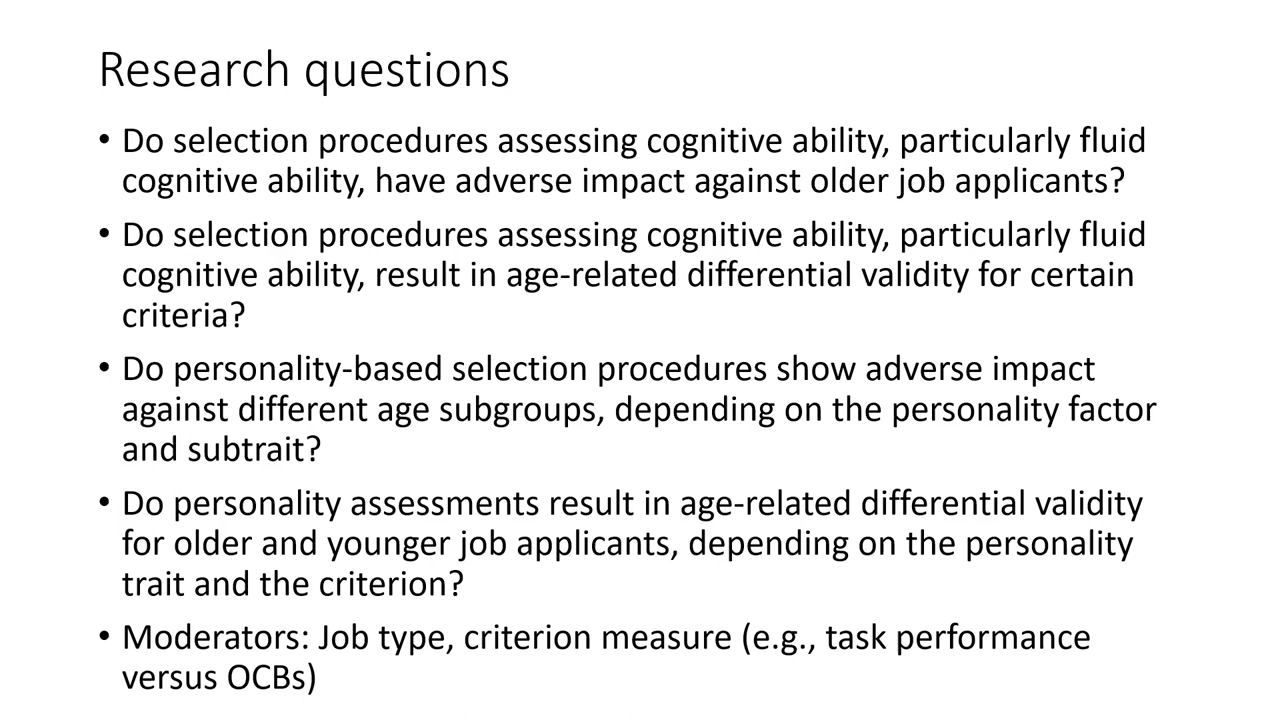 Research questions
• Do selection procedures assessing cognitive ability, particularly fluid
cognitive ability, have adverse impact against older job applicants?
• Do selection procedures assessing cognitive ability, particularly fluid
cognitive ability, result in age-related differential validity for certain
criteria?
• Do personality-based selection procedures show adverse impact
against different age subgroups, depending on the personality factor
and subtrait?
• Do personality assessments result in age-related differential validity
for older and younger job applicants, depending on the personality
trait and the criterion?
• Moderators: Job type, criterion measure (e.g., task performance
versus OCBs)